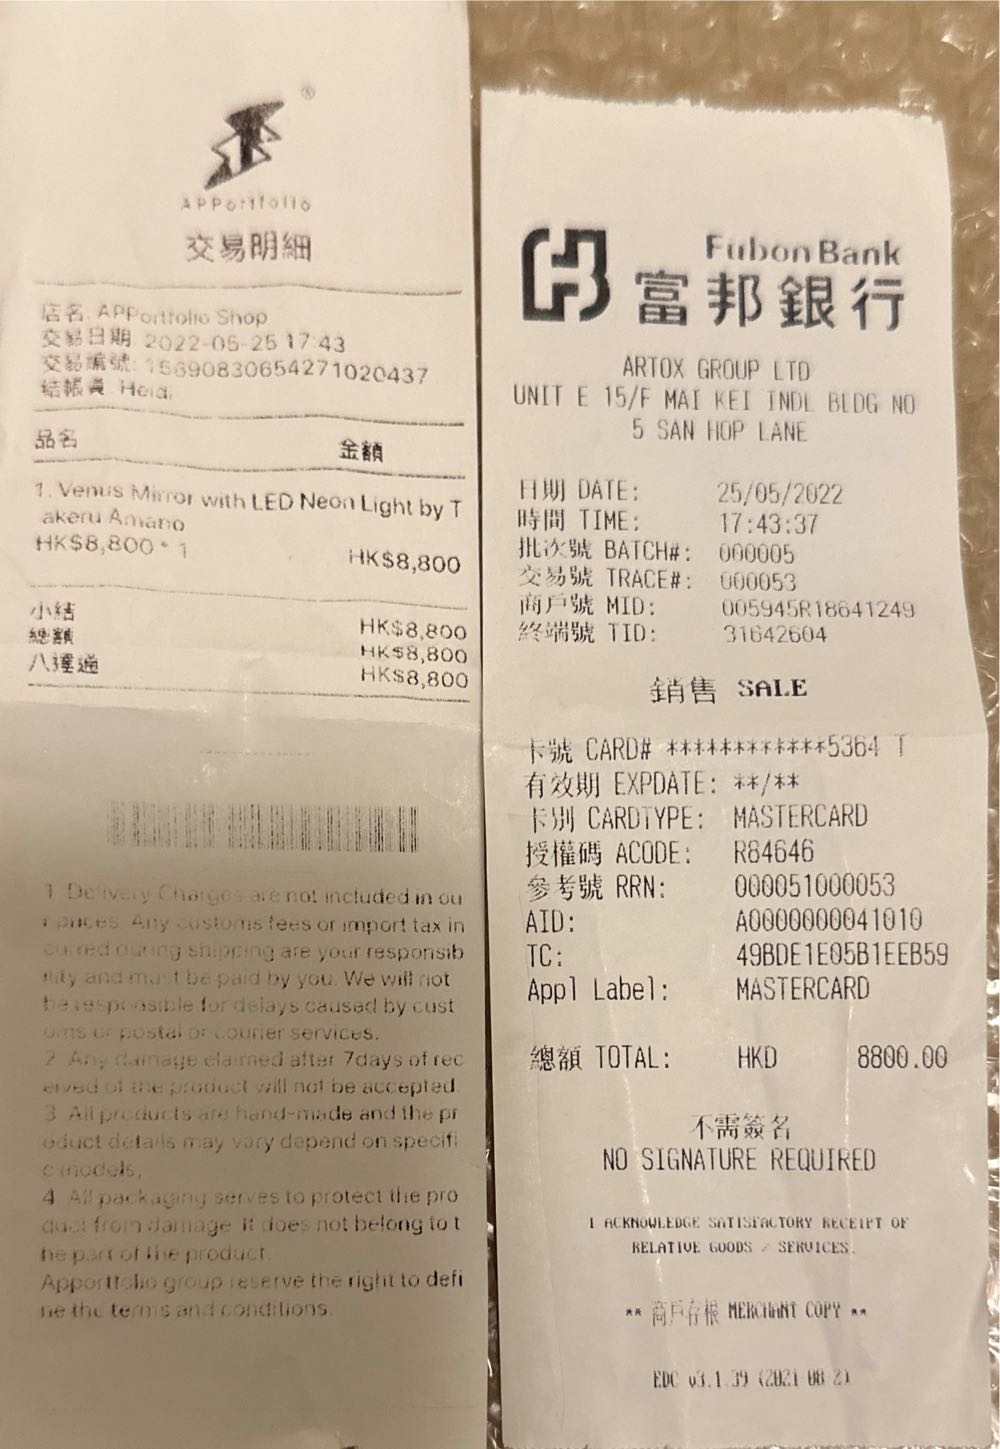 APPortfolio
交易明細
店名: APPortfolio Shop
交易日期: 2022-05-25 17:43
交易編號: 15690830654271020437
結帳員: Heidi
品名 金額
1. Venus Mirror with LED Neon Light by T
akeru Amano
HK$8,800 * 1 HK$8,800
小結 HK$8,800
總額 HK$8,800
八達通 HK$8,800
1. Delivery Charges are not included in ou
r prices. Any customs fees or import tax in
curred during shipping are your responsib
ility and must be paid by you. We will not
be responsible for delays caused by cust
oms or postal or courier services.
2. Any damage claimed after 7days of rec
eived of the product will not be accepted.
3. All products are hand-made and the pr
oduct details may vary depend on specifi
c models,
4. All packaging serves to protect the pro
duct from damage. It does not belong to t
he part of the product.
Apportfolio group reserve the right to defi
ne the terms and conditions.
Fubon Bank
富邦銀行
ARTOX GROUP LTD
UNIT E 15/F MAI KEI INDL BLDG NO
5 SAN HOP LANE
日期 DATE: 25/05/2022
時間 TIME: 17:43:37
批次號 BATCH#: 000005
交易號 TRACE#: 000053
商戶號 MID: 005945R18641249
終端號 TID: 31642604
銷售 SALE
卡號 CARD# ************5364 T
有效期 EXPDATE: **/**
卡別 CARDTYPE: MASTERCARD
授權碼 ACODE: R84646
參考號 RRN: 000051000053
AID: A0000000041010
TC: 49BDE1E05B1EEB59
Appl Label: MASTERCARD
總額 TOTAL: HKD 8800.00
不需簽名
NO SIGNATURE REQUIRED
I ACKNOWLEDGE SATISFACTORY RECEIPT OF
RELATIVE GOODS / SERVICES.
** 商戶存根 MERCHANT COPY **
EDC v3.1.39 (2021-08-2)